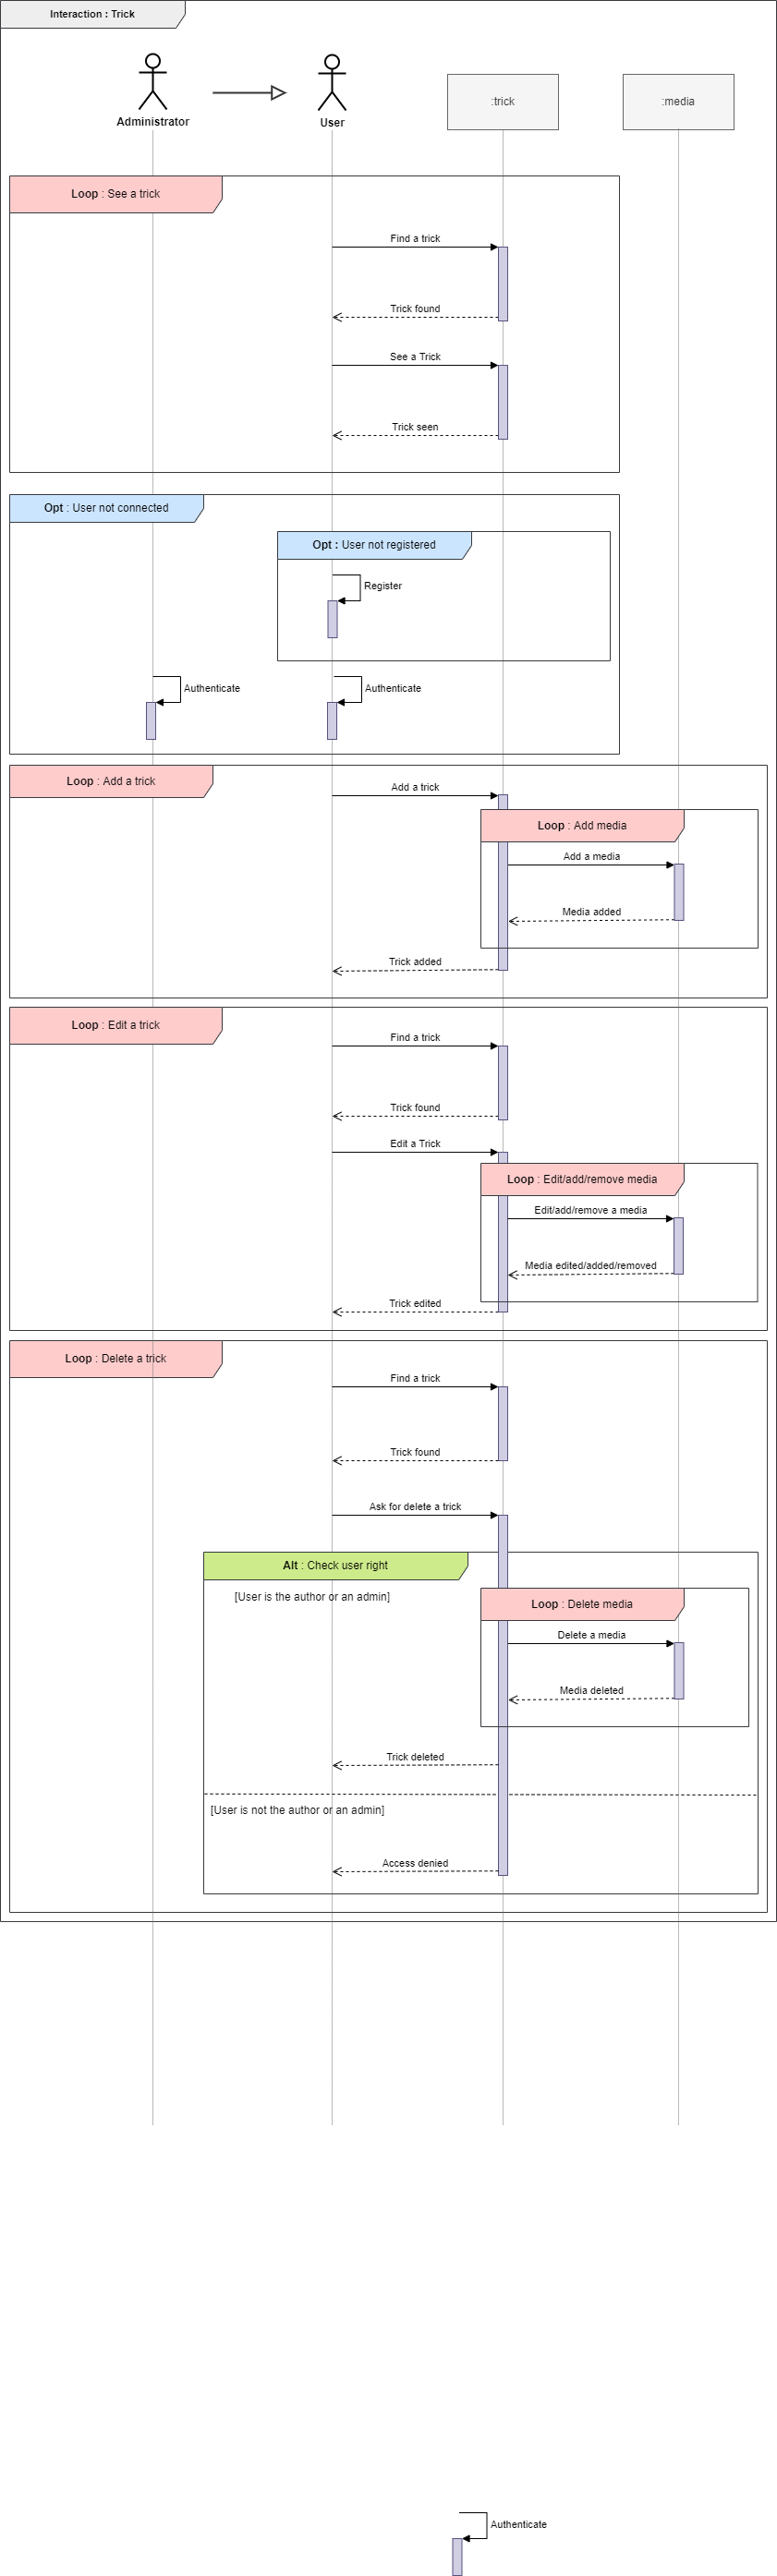 Interaction : Trick
Administrator
User
:trick
:media
Loop : See a trick
Find a trick
Trick found
See a Trick
Trick seen
Opt : User not connected
Opt : User not registered
Register
Authenticate
Authenticate
Loop : Add a trick
Add a trick
Loop : Add media
Add a media
Media added
Trick added
Loop : Edit a trick
Find a trick
Trick found
Edit a Trick
Loop : Edit/add/remove media
Edit/add/remove a media
Media edited/added/removed
Trick edited
Loop : Delete a trick
Find a trick
Trick found
Ask for delete a trick
Alt : Check user right
[User is the author or an admin]
Loop : Delete media
Delete a media
Media deleted
Trick deleted
[User is not the author or an admin]
Access denied
Authenticate